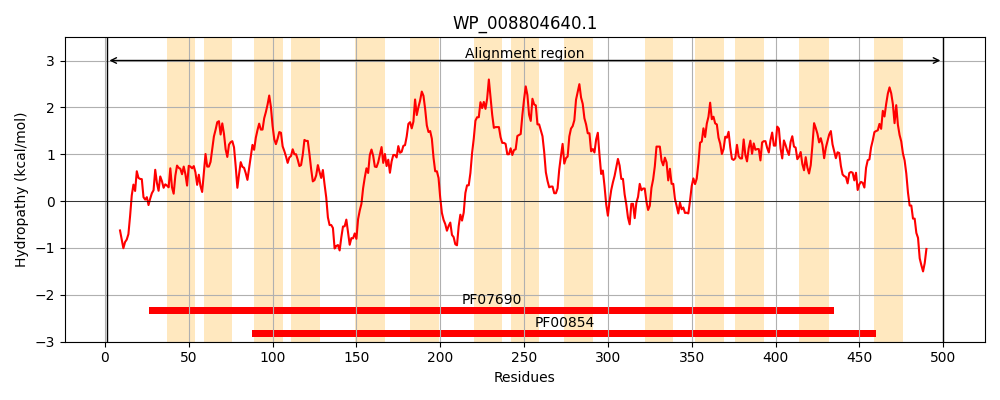 WP_008804640.1
Alignment region
3
2
1
0
−1
−2
−3
Hydropathy (kcal/mol)
PF07690
PF00854
0 50 100 150 200 250 300 350 400 450 500
Residues